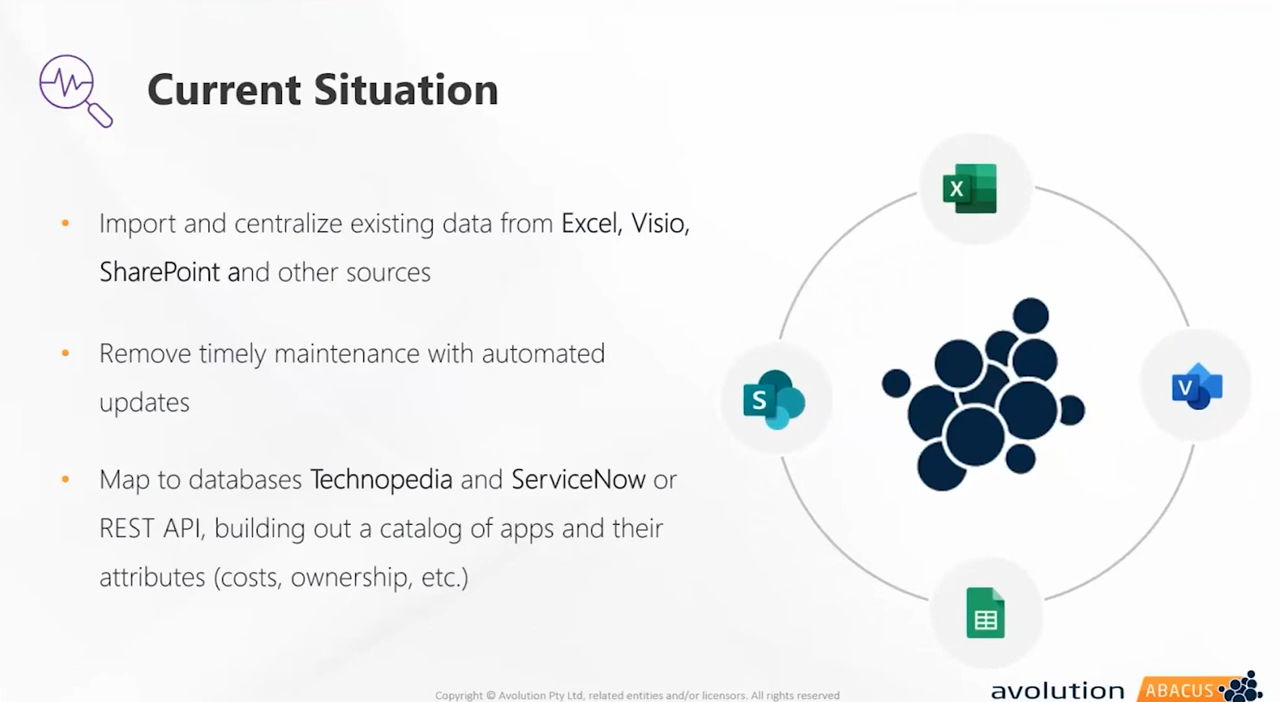 Current Situation
• Import and centralize existing data from Excel, Visio,
SharePoint and other sources
• Remove timely maintenance with automated
updates
• Map to databases Technopedia and ServiceNow or
REST API, building out a catalog of apps and their
attributes (costs, ownership, etc.)
X
V
S
Copyright © Avolution Pty Ltd, related entities and/or licensors. All rights reserved
avolution ABACUS